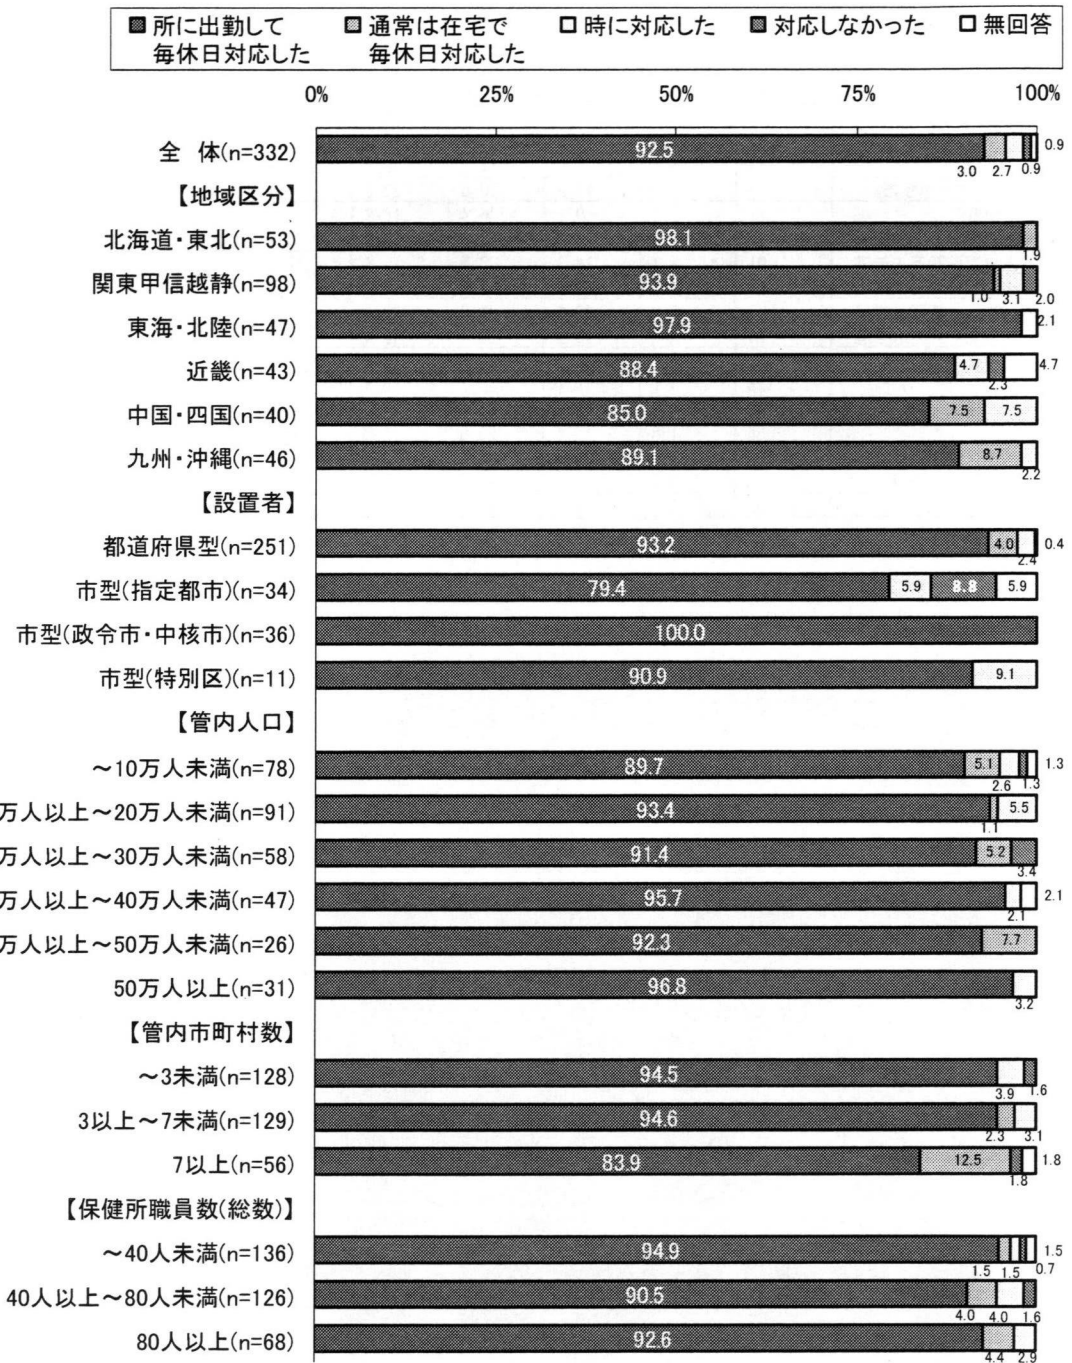 所に出勤して 通常は在宅で 時に対応した 対応しなかった 無回答
毎休日対応した 毎休日対応した
0% 25% 50% 75% 100%
全 体(n=332) 92.5 0.9
3.0 2.7 0.9
【地域区分】
北海道・東北(n=53) 98.1
1.9
関東甲信越静(n=98) 93.9
1.0 3.1 2.0
東海・北陸(n=47) 97.9 2.1
近畿(n=43) 88.4 4.7 4.7
2.3
中国・四国(n=40) 85.0 7.5 7.5
九州・沖縄(n=46) 89.1 8.7
2.2
【設置者】
都道府県型(n=251) 93.2 4.0 0.4
2.4
市型(指定都市)(n=34) 79.4 5.9 8.8 5.9
市型(政令市・中核市)(n=36) 100.0
市型(特別区)(n=11) 90.9 9.1
【管内人口】
～10万人未満(n=78) 89.7 5.1 1.3
2.6 1.3
万人以上～20万人未満(n=91) 93.4 5.5
1.1
万人以上～30万人未満(n=58) 91.4 5.2
3.4
万人以上～40万人未満(n=47) 95.7 2.1
2.1
万人以上～50万人未満(n=26) 92.3 7.7
50万人以上(n=31) 96.8
3.2
【管内市町村数】
～3未満(n=128) 94.5
3.9 1.6
3以上～7未満(n=129) 94.6
2.3 3.1
7以上(n=56) 83.9 12.5 1.8
1.8
【保健所職員数(総数)】
～40人未満(n=136) 94.9 1.5
1.5 1.5 0.7
40人以上～80人未満(n=126) 90.5
4.0 4.0 1.6
80人以上(n=68) 92.6
4.4 2.9